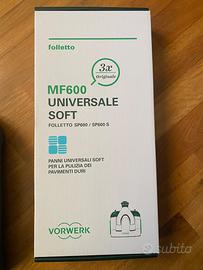 folletto
3x
Originale
MF600
UNIVERSALE
SOFT
FOLLETTO SP600 / SP600 S
PANNI UNIVERSALI SOFT
PER LA PULIZIA DEI
PAVIMENTI DURI
VORWERK
subito